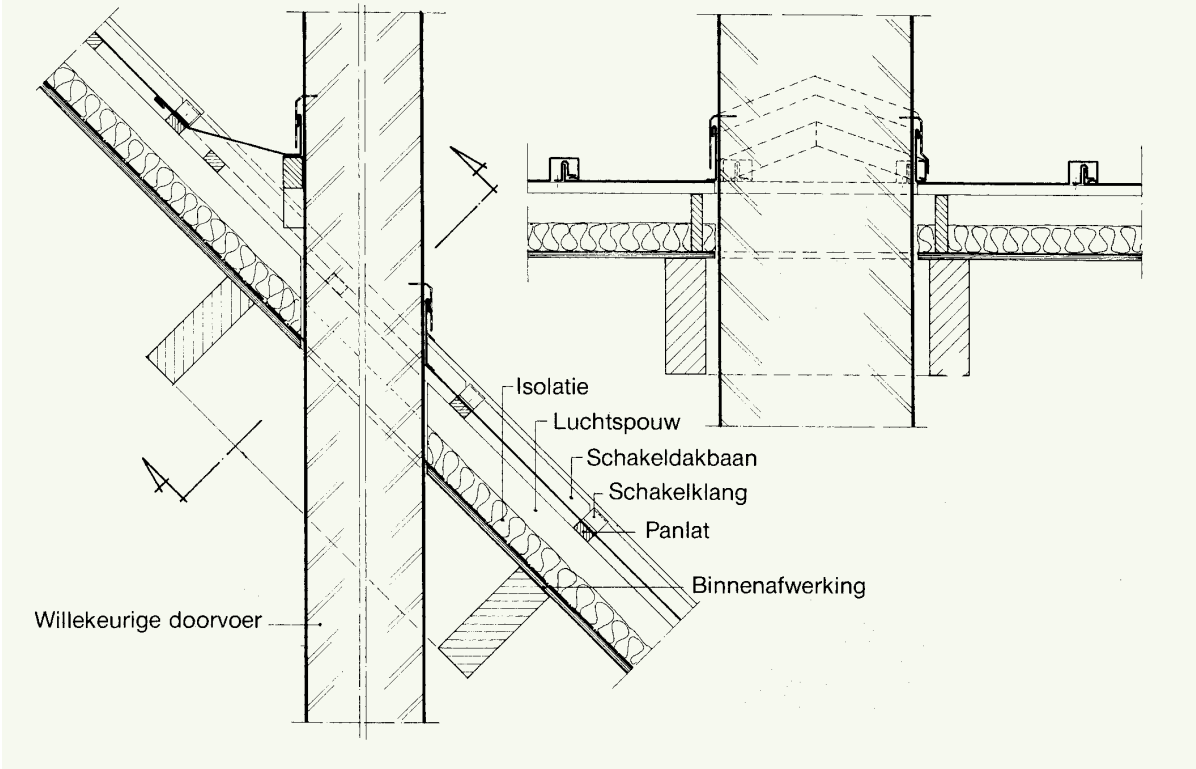 Isolatie
Luchtspouw
Schakeldakbaan
Schakelklang
Panlat
Binnenafwerking
Willekeurige doorvoer